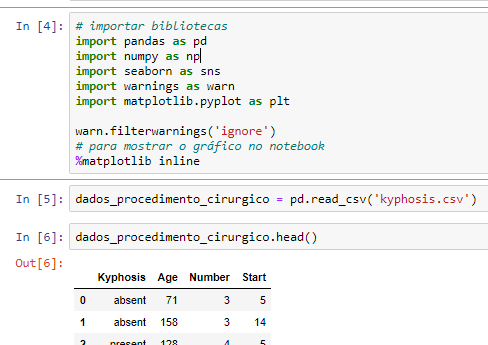 In [4]: # importar bibliotecas
import pandas as pd
import numpy as np
import seaborn as sns
import warnings as warn
import matplotlib.pyplot as plt
warn.filterwarnings('ignore')
# para mostrar o gráfico no notebook
%matplotlib inline
In [5]: dados_procedimento_cirurgico = pd.read_csv('kyphosis.csv')
In [6]: dados_procedimento_cirurgico.head()
Out[6]:
Kyphosis Age Number Start
0 absent 71 3 5
1 absent 158 3 14
2 present 128 4 5